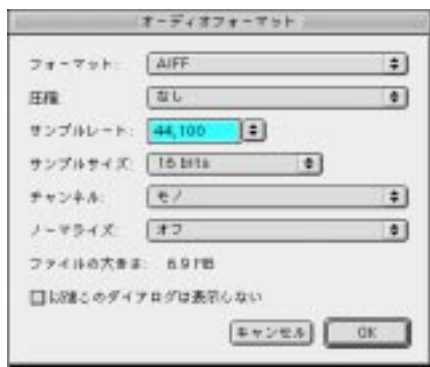 オーディオフォーマット
フォーマット: AIFF
圧縮: なし
サンプルレート: 44,100
サンプルサイズ: 16 bits
チャンネル: モノ
ノーマライズ: オフ
ファイルの大きさ: 6.9 MB
以後このダイアログは表示しない
キャンセル OK